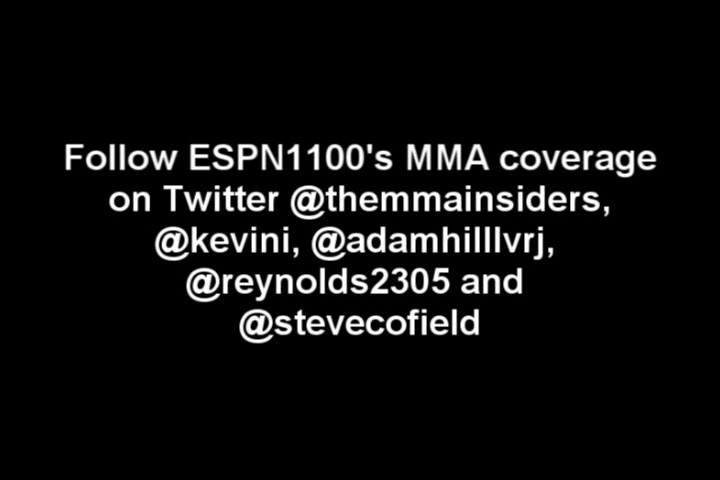 Follow ESPN1100's MMA coverage
on Twitter @themmainsiders,
@kevini, @adamhilllvrj,
@reynolds2305 and
@stevecofield